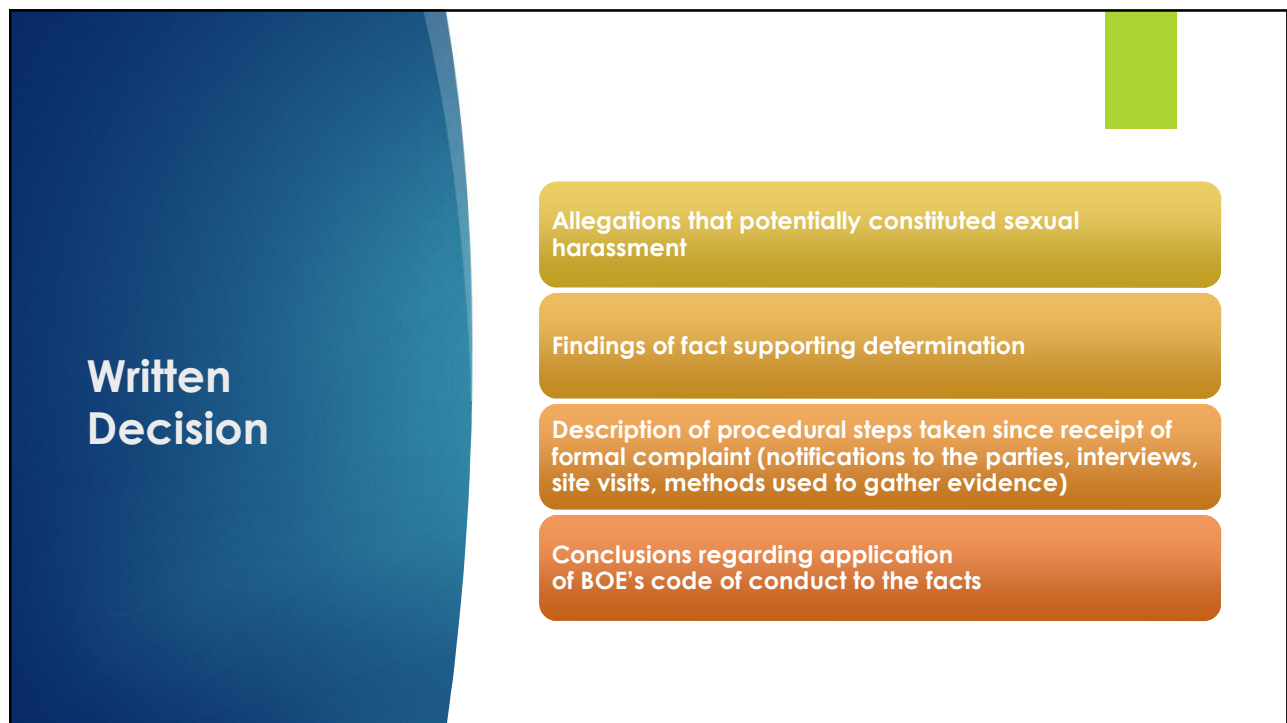 Written
Decision
Allegations that potentially constituted sexual
harassment
Findings of fact supporting determination
Description of procedural steps taken since receipt of
formal complaint (notifications to the parties, interviews,
site visits, methods used to gather evidence)
Conclusions regarding application
of BOE’s code of conduct to the facts